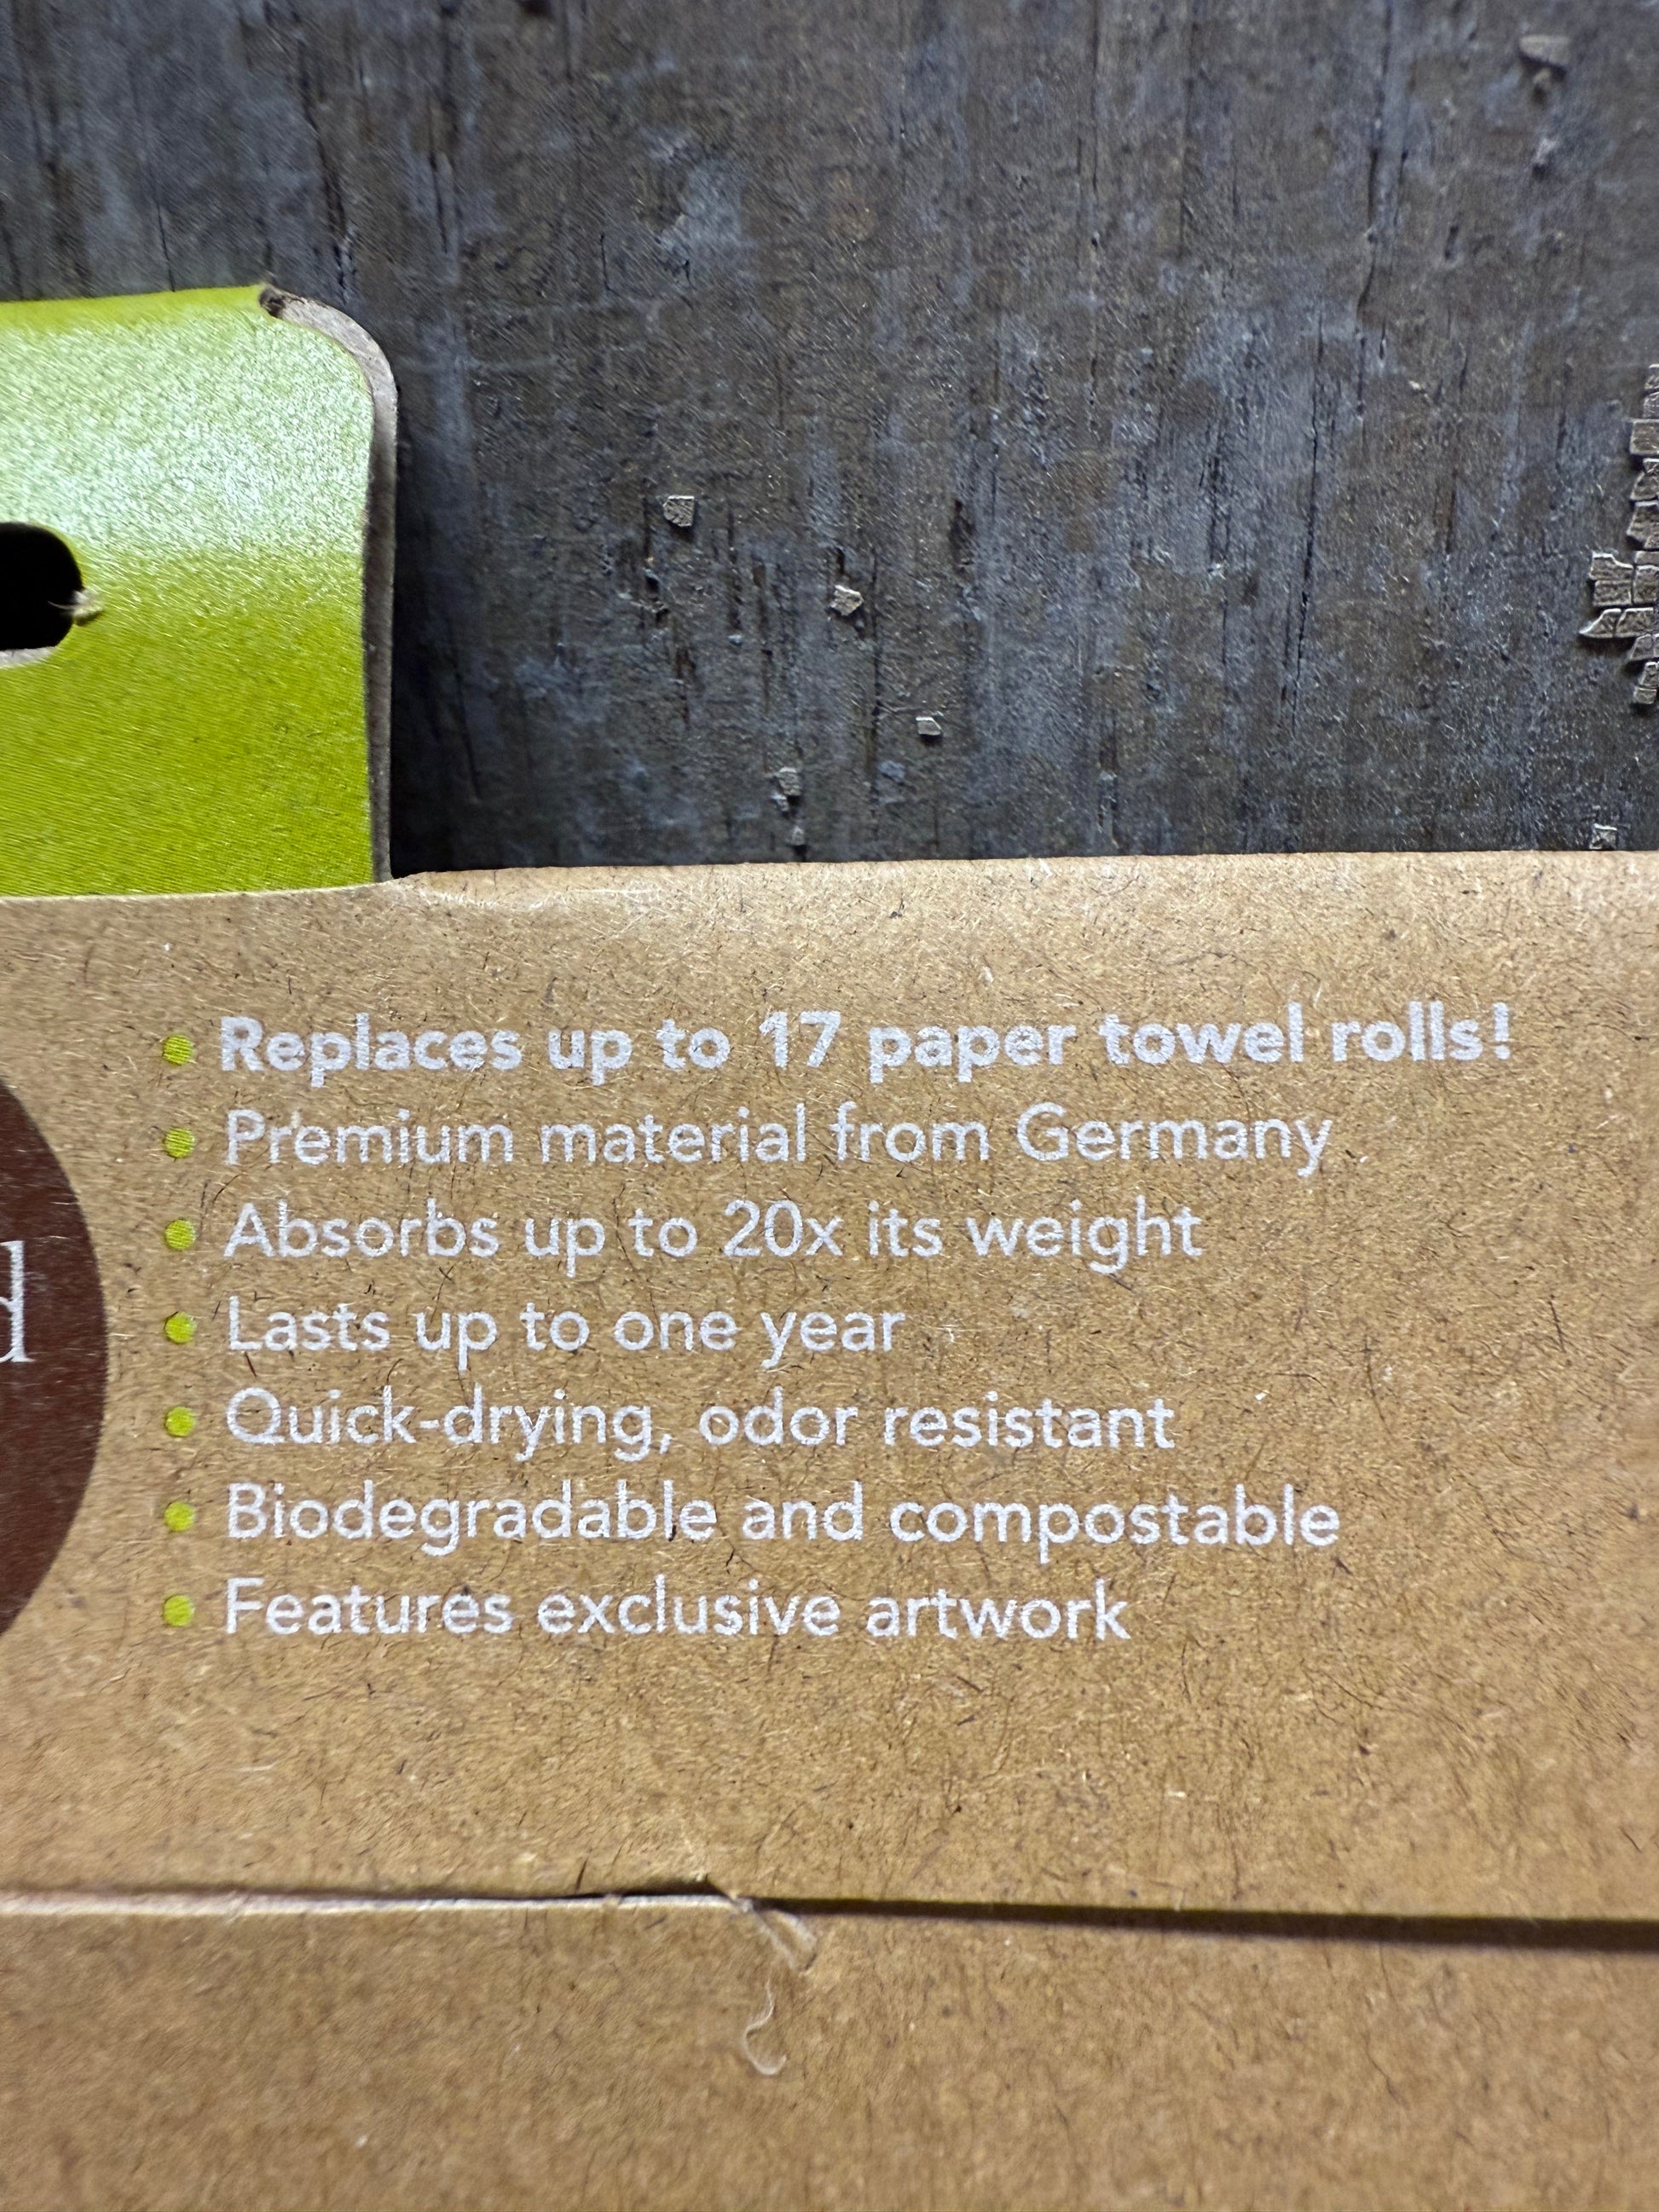 Replaces up to 17 paper towel rolls!
Premium material from Germany
Absorbs up to 20x its weight
Lasts up to one year
Quick-drying, odor resistant
Biodegradable and compostable
Features exclusive artwork